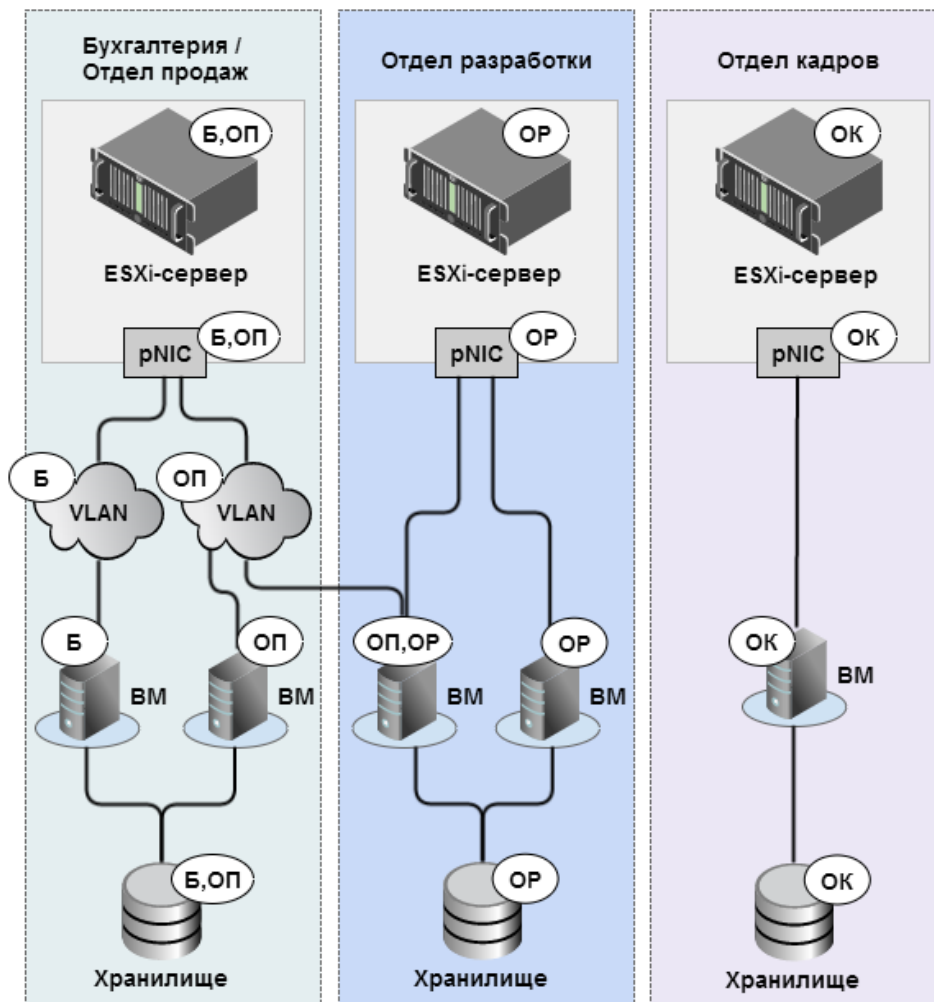 Бухгалтерия /
Отдел продаж
Б,ОП
ESXi-сервер
Б,ОП
pNIC
Б
VLAN
ОП
VLAN
Б
ВМ
ОП
ВМ
Б,ОП
Хранилище
Отдел разработки
ОР
ESXi-сервер
ОР
pNIC
ОП,ОР
ВМ
ОР
ВМ
ОР
Хранилище
Отдел кадров
ОК
ESXi-сервер
ОК
pNIC
ОК
ВМ
ОК
Хранилище